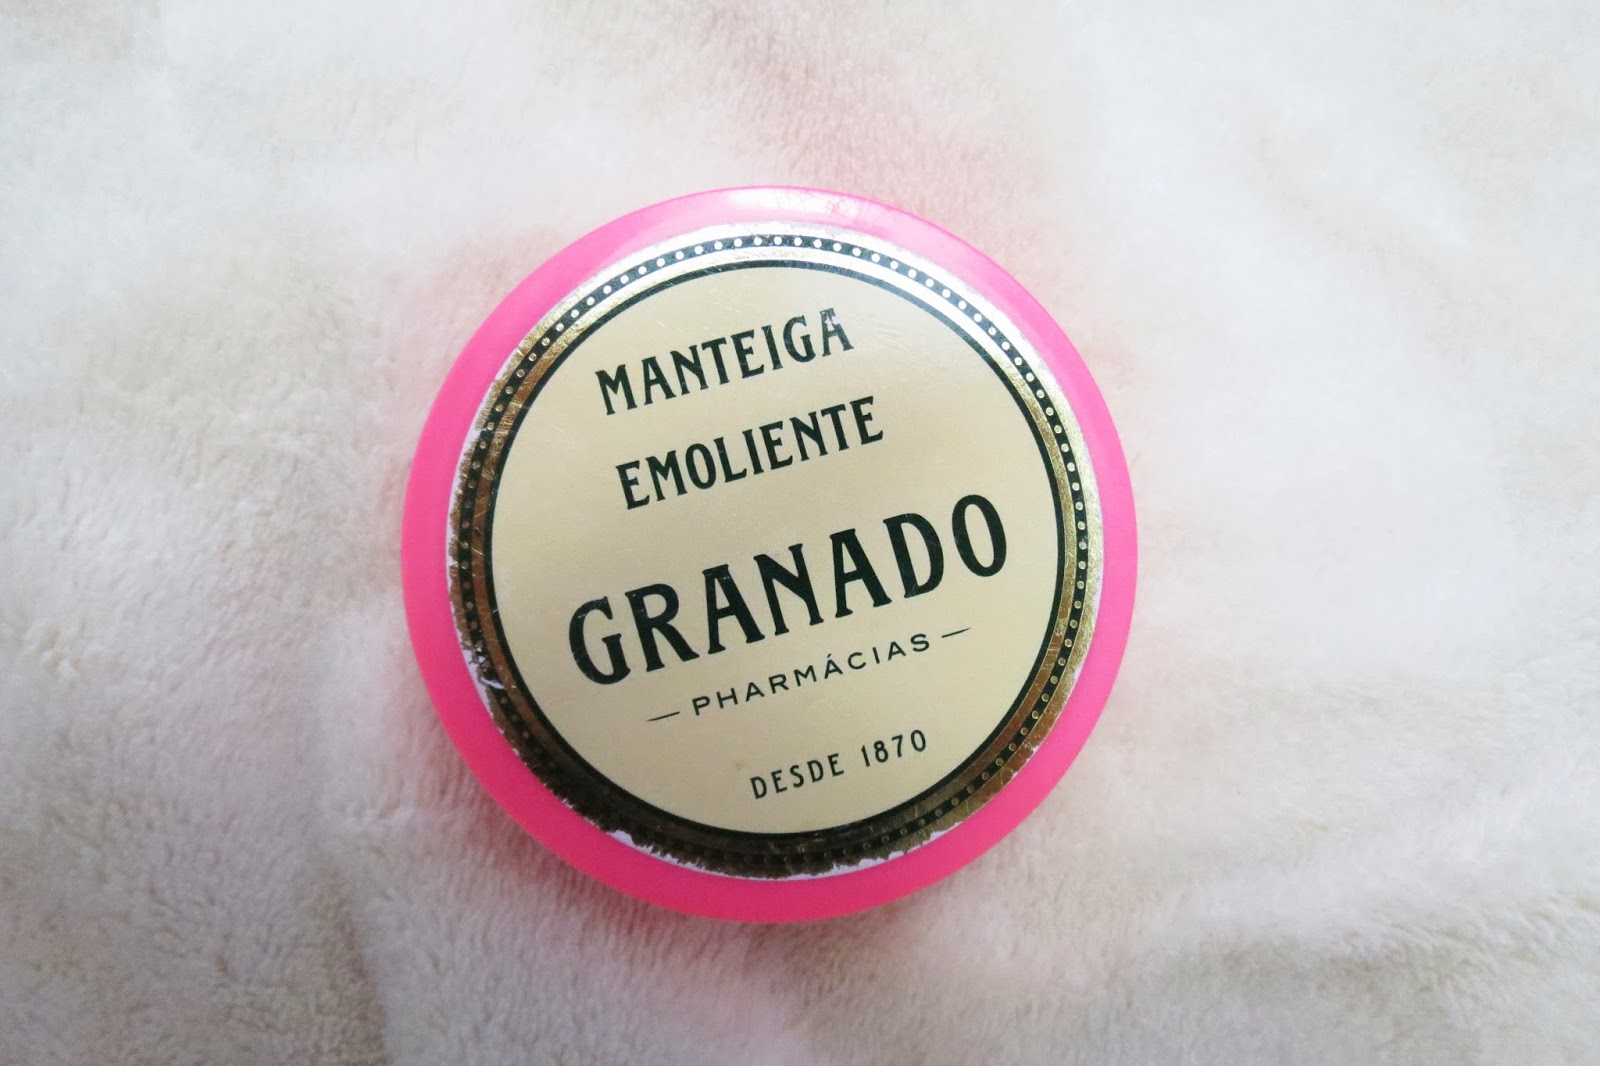 MANTEIGA
EMOLIENTE
GRANADO
— PHARMÁCIAS —
DESDE 1870